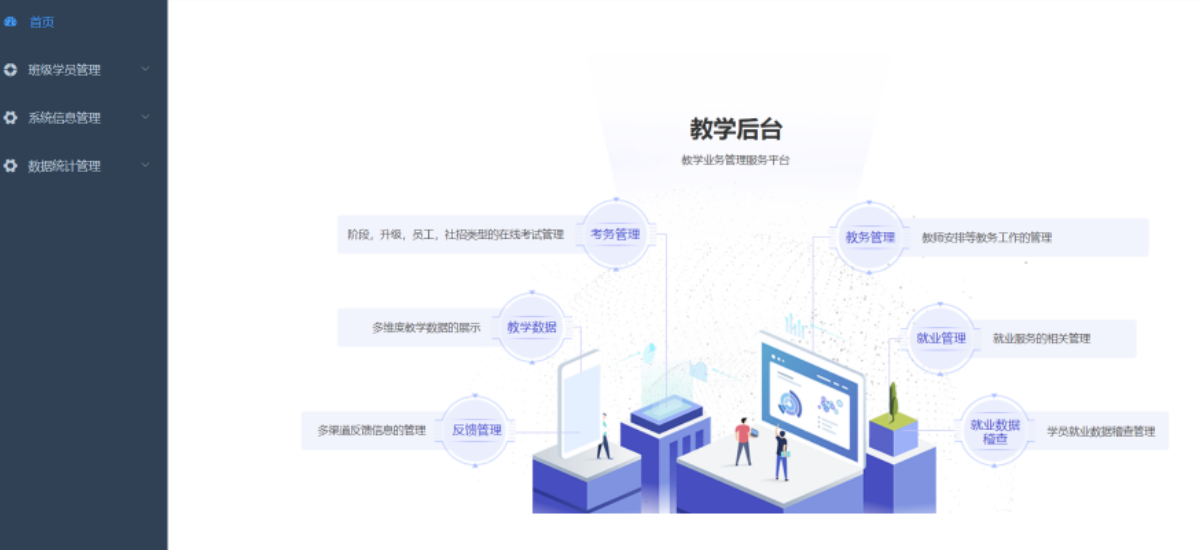 首页
班级学员管理
系统信息管理
数据统计管理
教学后台
教学业务管理服务平台
阶段，升级，员工，社招类型的在线考试管理
考务管理
教务管理
教师安排等教务工作的管理
多维度教学数据的展示
教学数据
就业管理
就业服务的相关管理
多渠道反馈信息的管理
反馈管理
就业数据
稽查
学员就业数据稽查管理